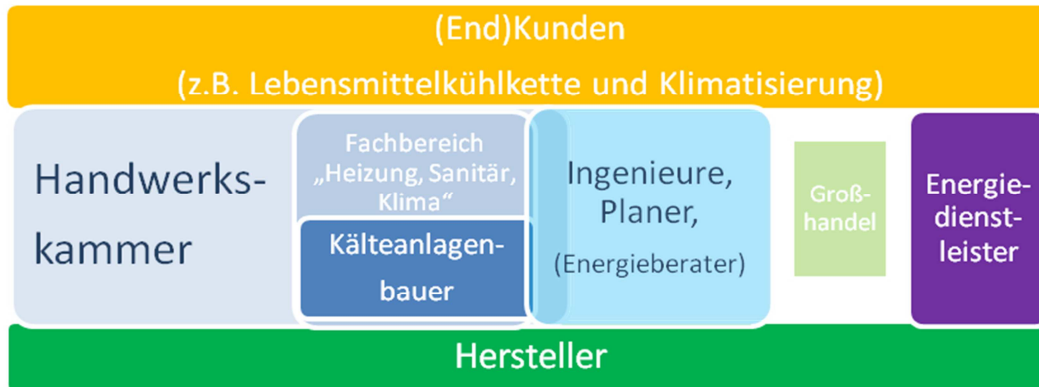 (End)Kunden
(z.B. Lebensmittelkühlkette und Klimatisierung)
Handwerks-
kammer
Fachbereich
„Heizung, Sanitär,
Klima“
Kälteanlagen-
bauer
Ingenieure,
Planer,
(Energieberater)
Groß-
handel
Energie-
dienst-
leister
Hersteller